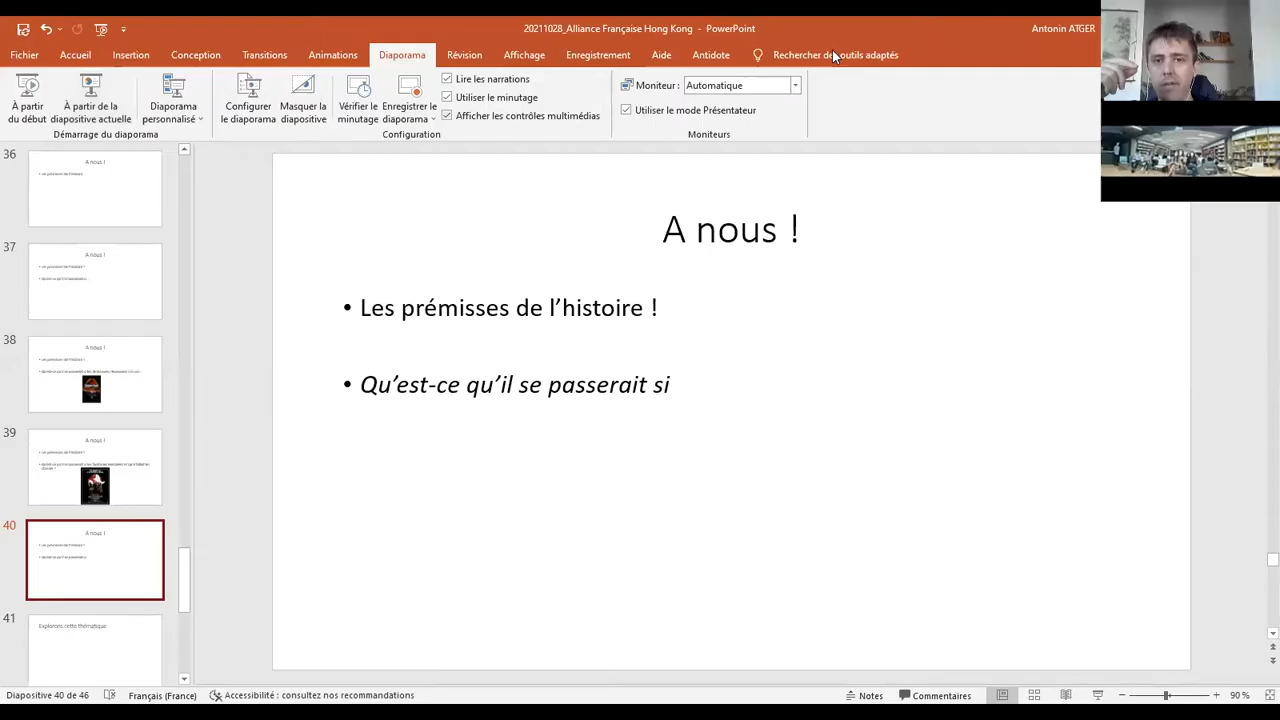 20211028_Alliance Française Hong Kong - PowerPoint
Antonin ATGER
Fichier Accueil Insertion Conception Transitions Animations Diaporama Révision Affichage Enregistrement Aide Antidote Rechercher des outils adaptés
À partir du début
À partir de la diapositive actuelle
Diaporama personnalisé
Démarrage du diaporama
Configurer le diaporama
Masquer la diapositive
Vérifier le minutage
Enregistrer le diaporama
Lire les narrations
Utiliser le minutage
Afficher les contrôles multimédias
Configuration
Moniteur : Automatique
Utiliser le mode Présentateur
Moniteurs
36
A nous !
37
A nous !
38
A nous !
39
A nous !
40
A nous !
41
Explorons cette thématique
A nous !
• Les prémisses de l’histoire !
• Qu’est-ce qu’il se passerait si
Diapositive 40 de 46 Français (France) Accessibilité : consultez nos recommandations Notes Commentaires 90 %